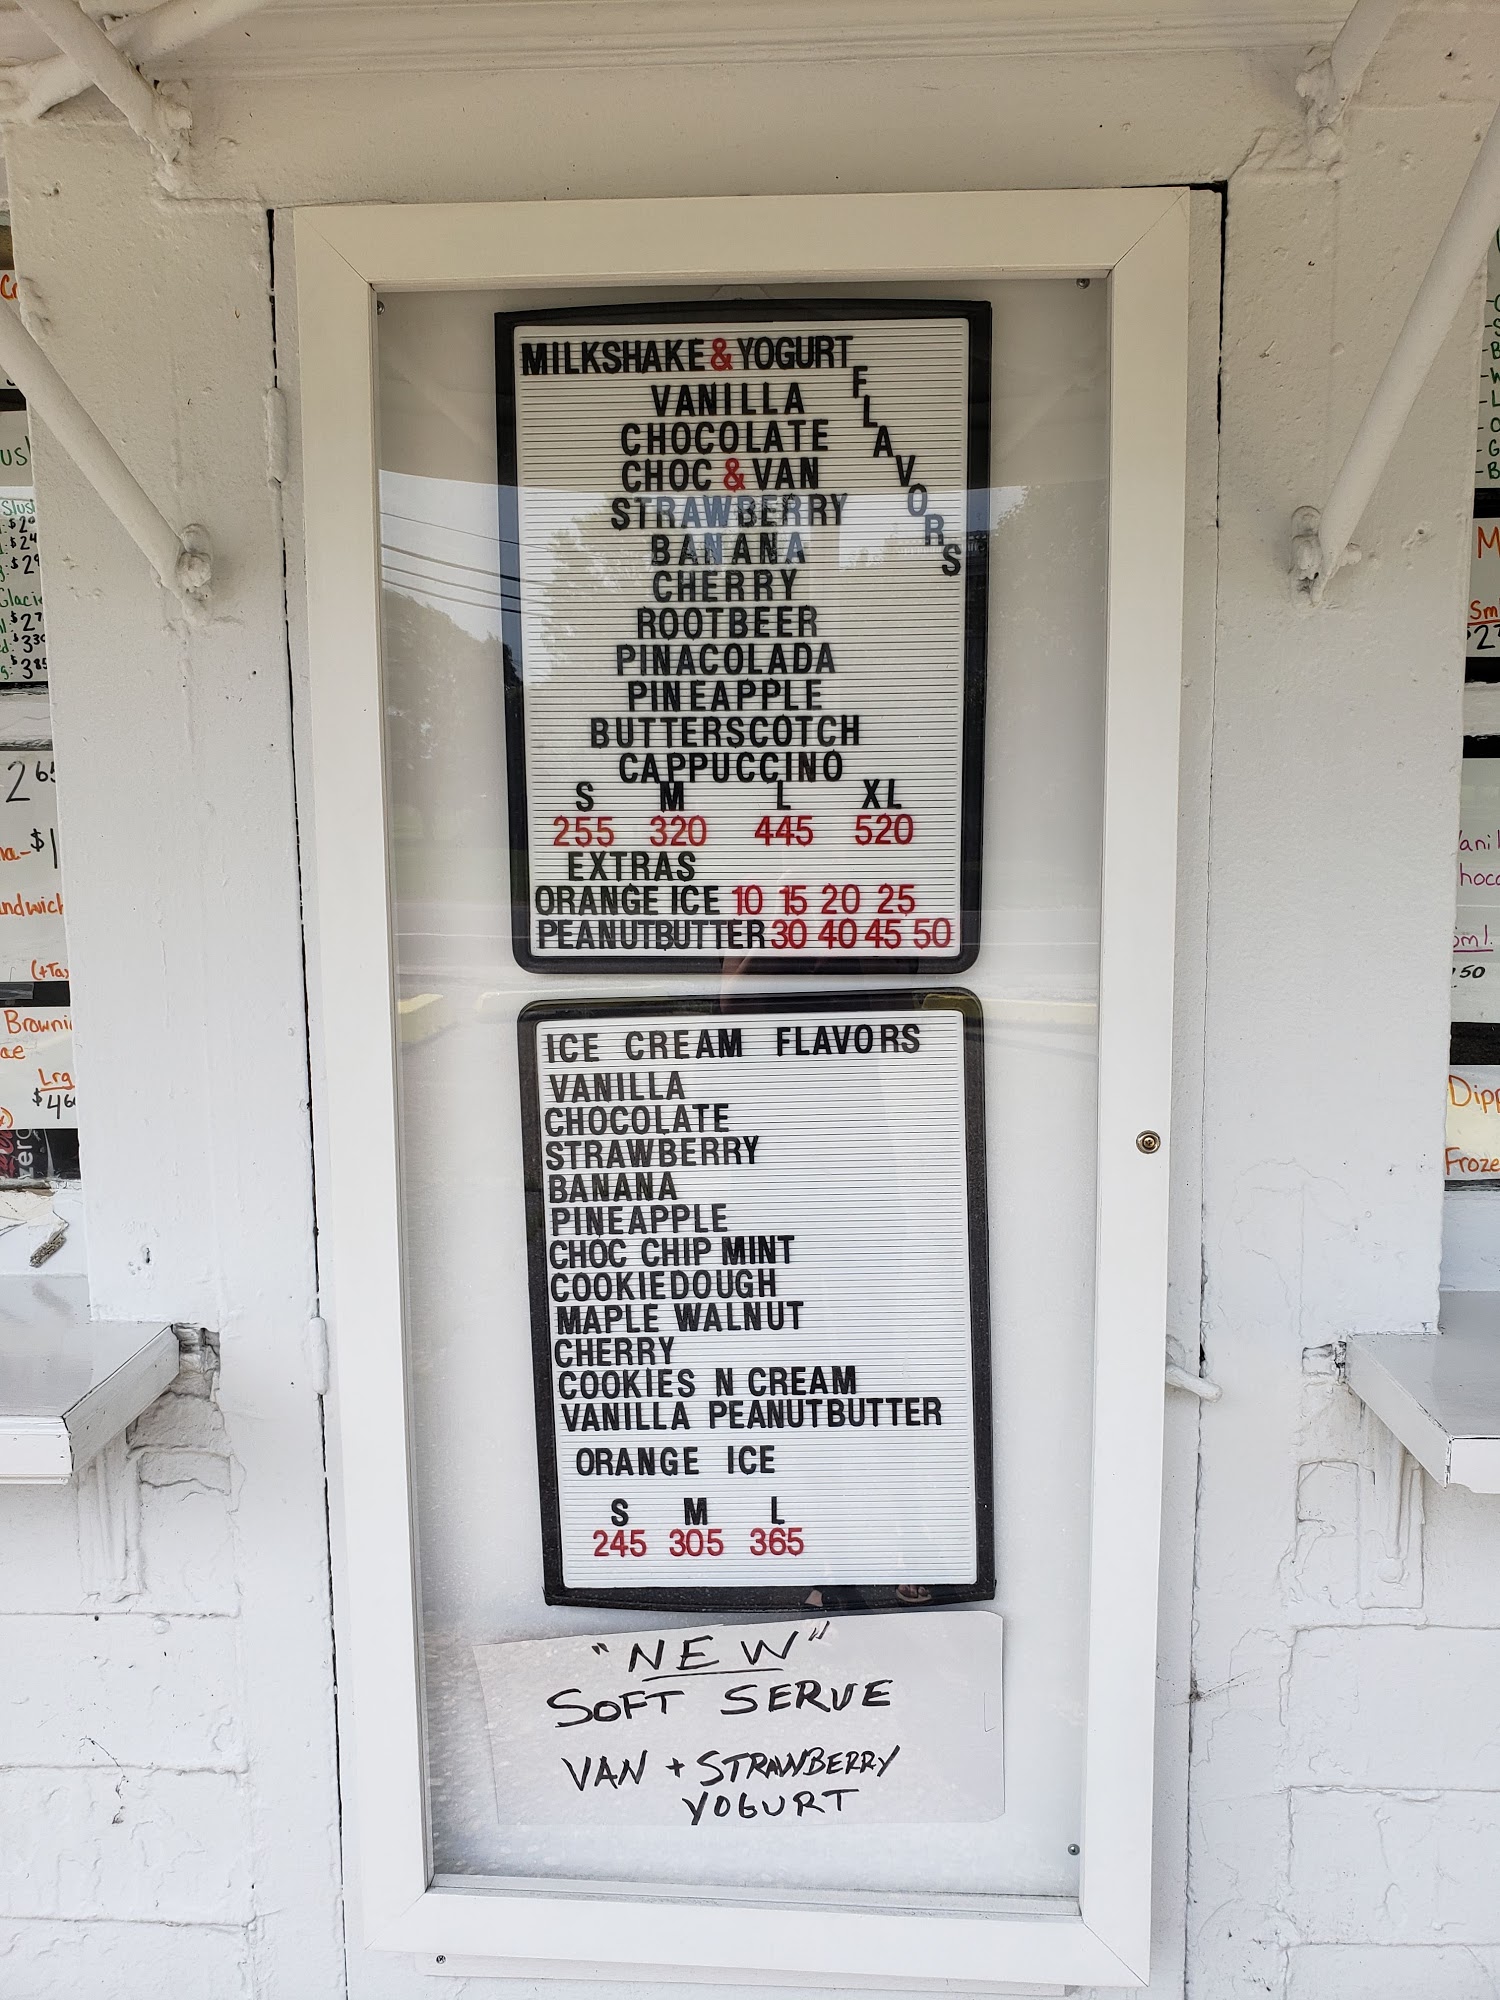 MILKSHAKE & YOGURT
FLAVORS
VANILLA
CHOCOLATE
CHOC & VAN
STRAWBERRY
BANANA
CHERRY
ROOTBEER
PINACOLADA
PINEAPPLE
BUTTERSCOTCH
CAPPUCCINO
S M L XL
255 320 445 520
EXTRAS
ORANGE ICE 10 15 20 25
PEANUTBUTTER 30 40 45 50
ICE CREAM FLAVORS
VANILLA
CHOCOLATE
STRAWBERRY
BANANA
PINEAPPLE
CHOC CHIP MINT
COOKIEDOUGH
MAPLE WALNUT
CHERRY
COOKIES N CREAM
VANILLA PEANUTBUTTER
ORANGE ICE
S M L
245 305 365
"NEW"
SOFT SERVE
VAN + STRAWBERRY
YOGURT
Lrg
zero